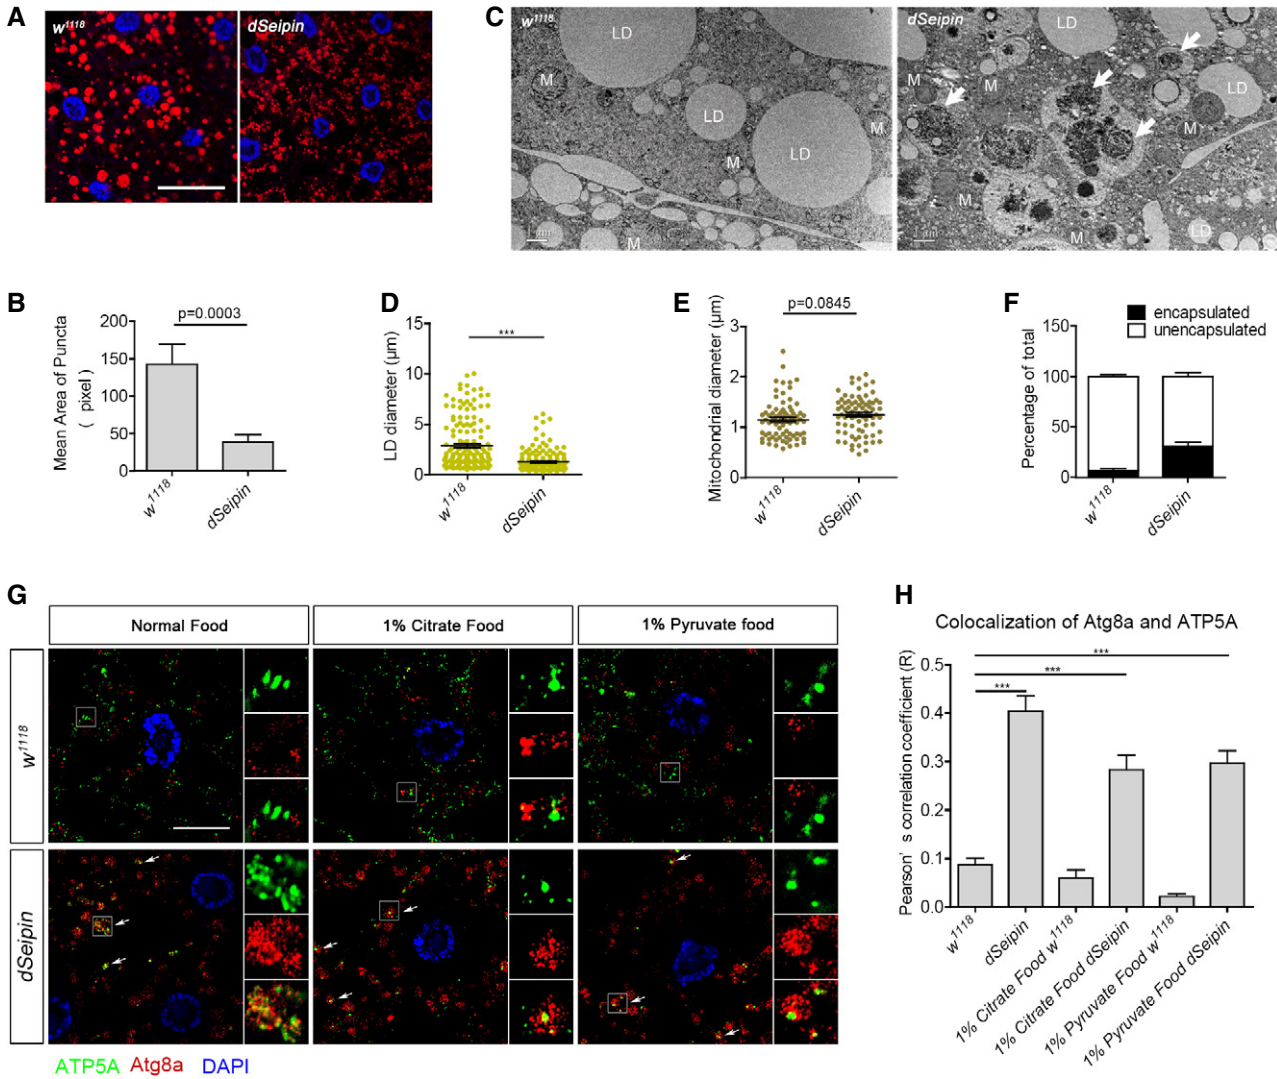 A
w1118
dSeipin
C
w1118
LD
M
LD
LD
M
M
M
1 μm
dSeipin
LD
M
M
LD
M
M
M
LD
1 μm
B
p=0.0003
Mean Area of Puncta
( pixel )
200
150
100
50
0
w1118
dSeipin
D
***
LD diameter (μm)
15
10
5
0
w1118
dSeipin
E
p=0.0845
Mitochondrial diameter (μm)
3
2
1
0
w1118
dSeipin
F
encapsulated
unencapsulated
Percentage of total
150
100
50
0
w1118
dSeipin
G
Normal Food
1% Citrate Food
1% Pyruvate food
w1118
dSeipin
ATP5A Atg8a DAPI
H
Colocalization of Atg8a and ATP5A
Pearson's correlation coefficient (R)
0.5
0.4
0.3
0.2
0.1
0.0
***
***
***
w1118
dSeipin
1% Citrate Food w1118
1% Citrate Food dSeipin
1% Pyruvate Food w1118
1% Pyruvate Food dSeipin